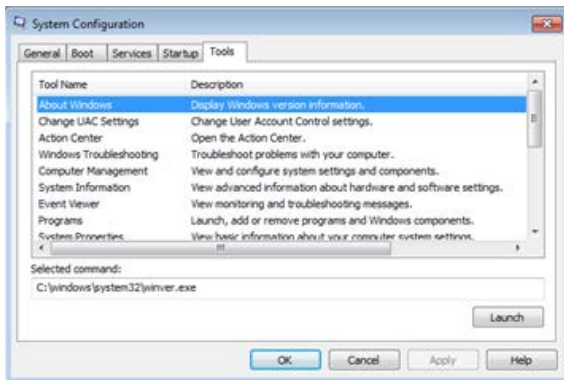 System Configuration
General Boot Services Startup Tools
Tool Name Description
About Windows Display Windows version information.
Change UAC Settings Change User Account Control settings.
Action Center Open the Action Center.
Windows Troubleshooting Troubleshoot problems with your computer.
Computer Management View and configure system settings and components.
System Information View advanced information about hardware and software settings.
Event Viewer View monitoring and troubleshooting messages.
Programs Launch, add or remove programs and Windows components.
System Properties View basic information about your computer system settings.
Selected command:
C:\windows\system32\winver.exe
Launch
OK Cancel Apply Help